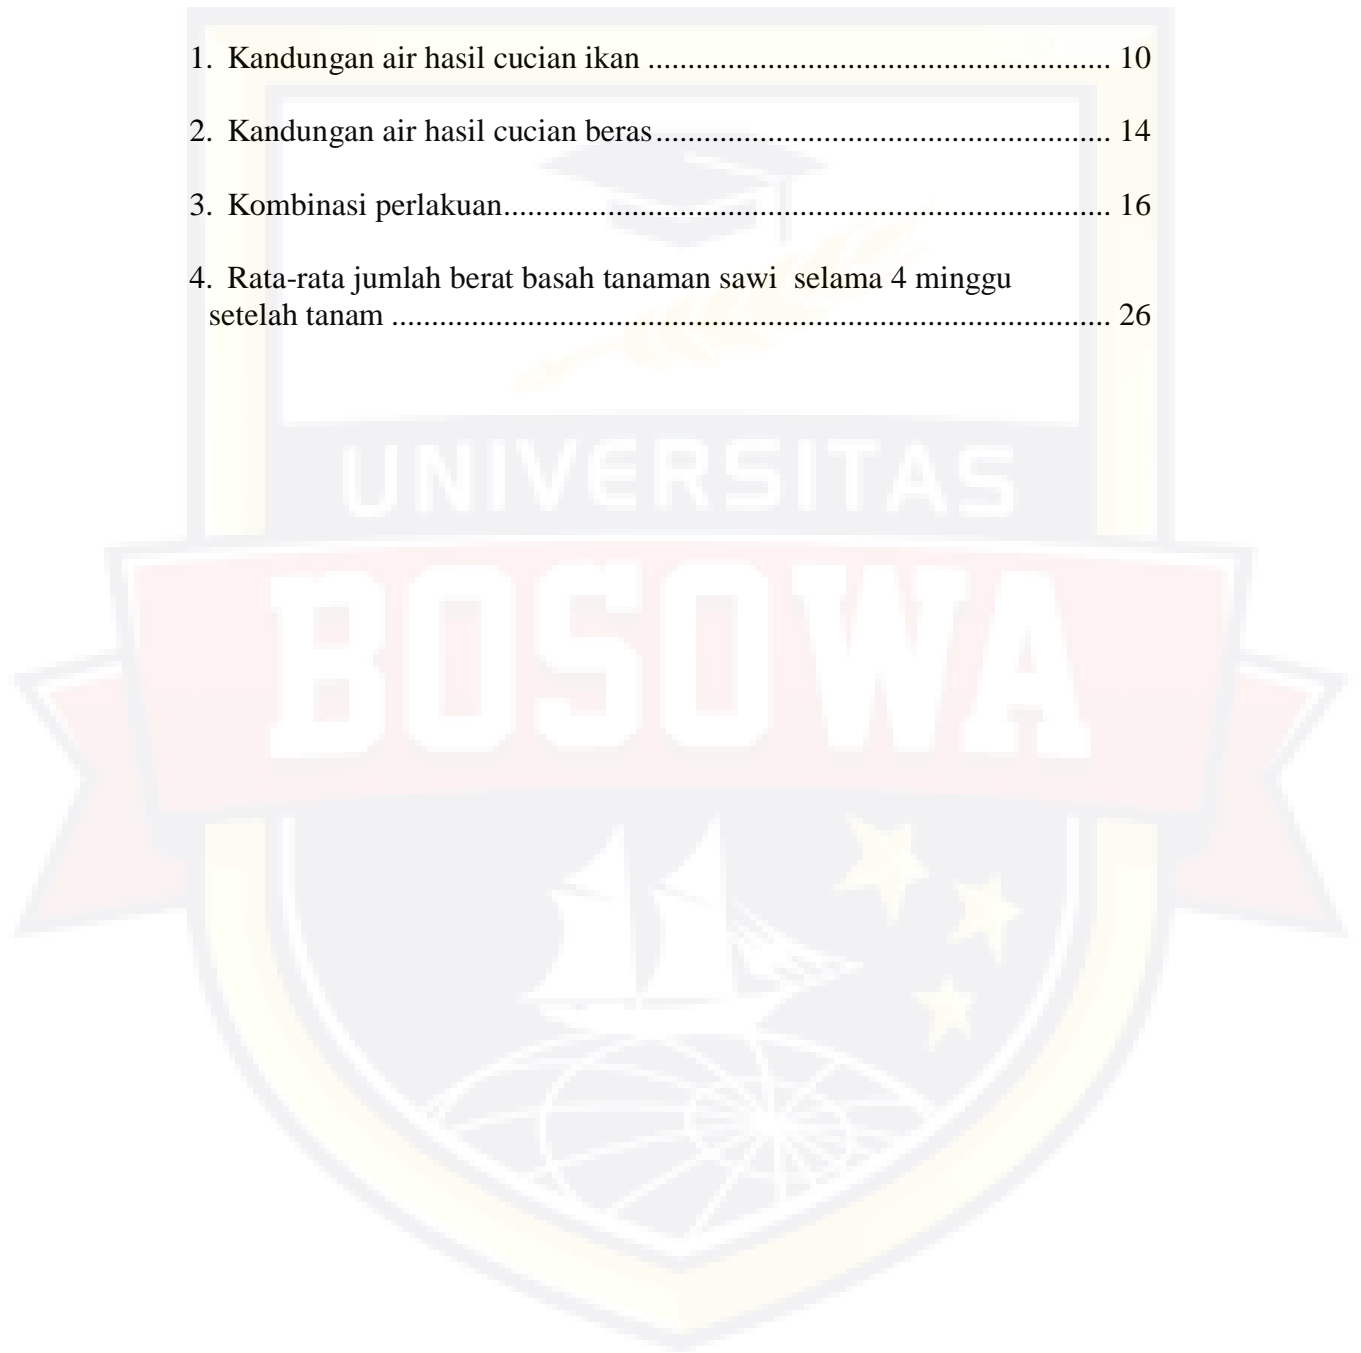 1. Kandungan air hasil cucian ikan .......................................................... 10
2. Kandungan air hasil cucian beras......................................................... 14
3. Kombinasi perlakuan............................................................................ 16
4. Rata-rata jumlah berat basah tanaman sawi  selama 4 minggu
setelah tanam .......................................................................................... 26
UNIVERSITAS
BOSOWA